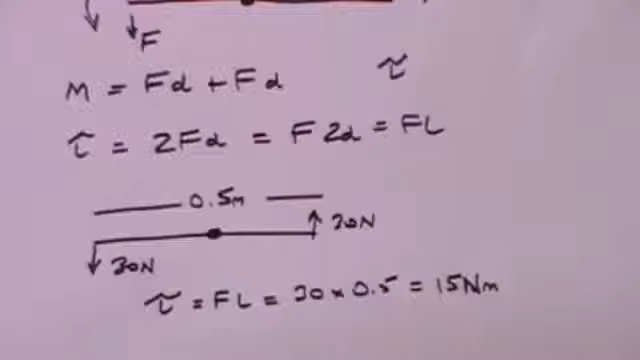 F
M = Fd + Fd τ
τ = 2Fd = F 2d = FL
0.5m
30N
30N
τ = FL = 30 × 0.5 = 15Nm